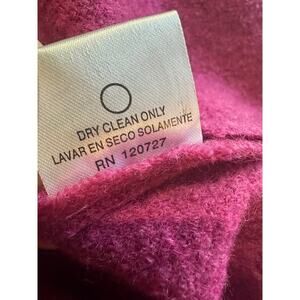 DRY CLEAN ONLY
LAVAR EN SECO SOLAMENTE
RN 120727